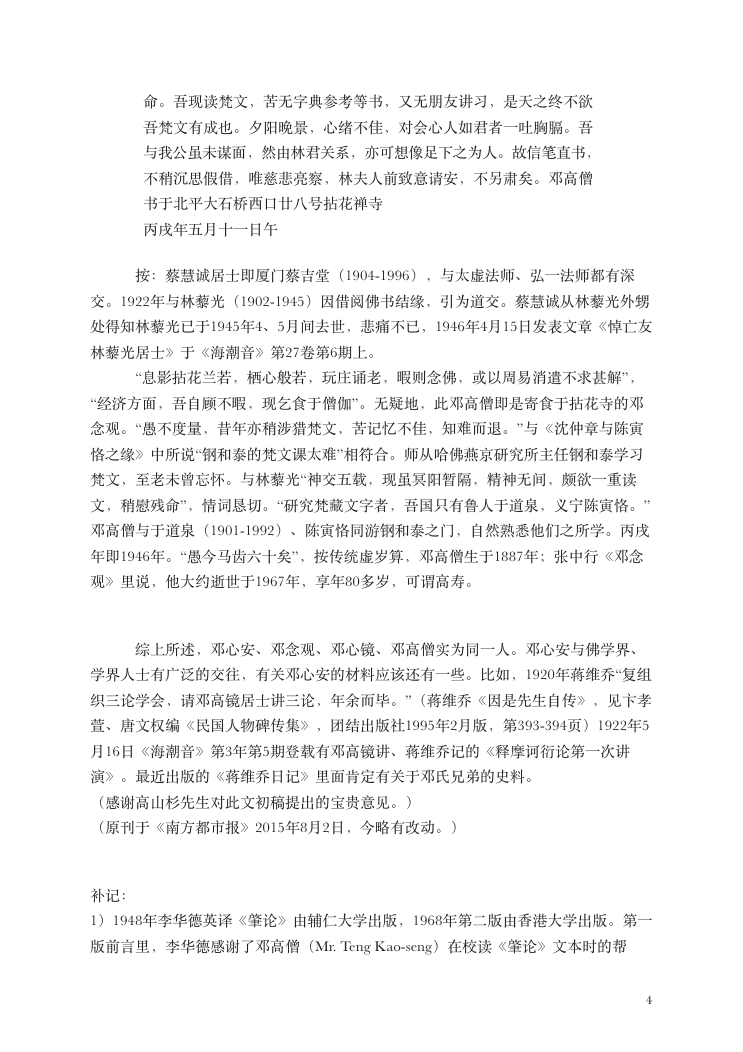 命。吾现读梵文，苦无字典参考等书，又无朋友讲习，是天之终不欲
吾梵文有成也。夕阳晚景，心绪不佳，对会心人如君者一吐胸膈。吾
与我公虽未谋面，然由林君关系，亦可想像足下之为人。故信笔直书，
不稍沉思假借，唯慈悲亮察，林夫人前致意请安，不另肃矣。邓高僧
书于北平大石桥西口廿八号拈花禅寺
丙戌年五月十一日午
按：蔡慧诚居士即厦门蔡吉堂（1904-1996），与太虚法师、弘一法师都有深
交。1922年与林藜光（1902-1945）因借阅佛书结缘，引为道交。蔡慧诚从林藜光外甥
处得知林藜光已于1945年4、5月间去世，悲痛不已，1946年4月15日发表文章《悼亡友
林藜光居士》于《海潮音》第27卷第6期上。
“息影拈花兰若，栖心般若，玩庄诵老，暇则念佛，或以周易消遣不求甚解”，
“经济方面，吾自顾不暇，现乞食于僧伽”。无疑地，此邓高僧即是寄食于拈花寺的邓
念观。“愚不度量，昔年亦稍涉猎梵文，苦记忆不佳，知难而退。”与《沈仲章与陈寅
恪之缘》中所说“钢和泰的梵文课太难”相符合。师从哈佛燕京研究所主任钢和泰学习
梵文，至老未曾忘怀。与林藜光“神交五载，现虽冥阳暂隔，精神无间，颇欲一重读
文，稍慰残命”，情词恳切。“研究梵藏文字者，吾国只有鲁人于道泉，义宁陈寅恪。”
邓高僧与于道泉（1901-1992）、陈寅恪同游钢和泰之门，自然熟悉他们之所学。丙戌
年即1946年。“愚今马齿六十矣”，按传统虚岁算，邓高僧生于1887年；张中行《邓念
观》里说，他大约逝世于1967年，享年80多岁，可谓高寿。
综上所述，邓心安、邓念观、邓心镜、邓高僧实为同一人。邓心安与佛学界、
学界人士有广泛的交往，有关邓心安的材料应该还有一些。比如，1920年蒋维乔“复组
织三论学会，请邓高镜居士讲三论，年余而毕。”（蒋维乔《因是先生自传》，见卞孝
萱、唐文权编《民国人物碑传集》，团结出版社1995年2月版，第393-394页）1922年5
月16日《海潮音》第3年第5期登载有邓高镜讲、蒋维乔记的《释摩诃衍论第一次讲
演》。最近出版的《蒋维乔日记》里面肯定有关于邓氏兄弟的史料。
（感谢高山杉先生对此文初稿提出的宝贵意见。）
（原刊于《南方都市报》2015年8月2日，今略有改动。）
补记：
1）1948年李华德英译《肇论》由辅仁大学出版，1968年第二版由香港大学出版。第一
版前言里，李华德感谢了邓高僧（Mr. Teng Kao-seng）在校读《肇论》文本时的帮
4